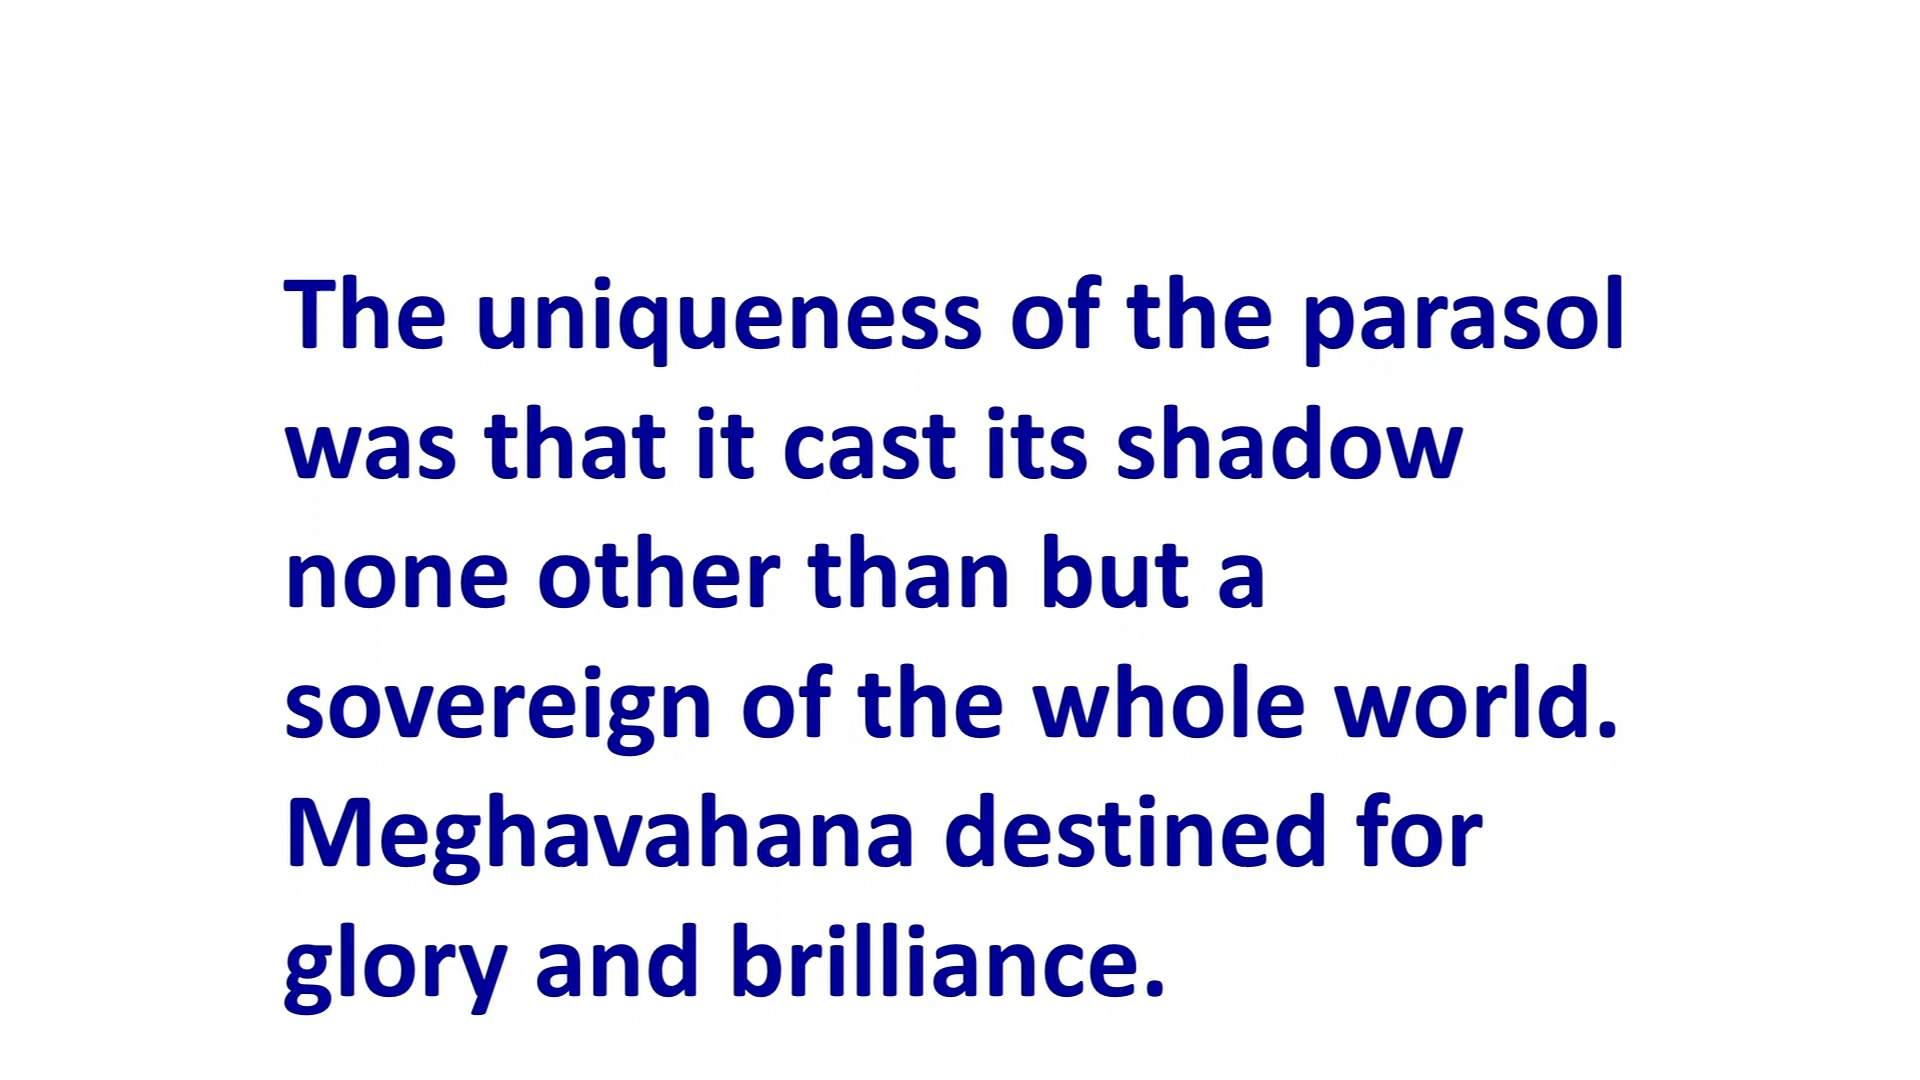 The uniqueness of the parasol
was that it cast its shadow
none other than but a
sovereign of the whole world.
Meghavahana destined for
glory and brilliance.